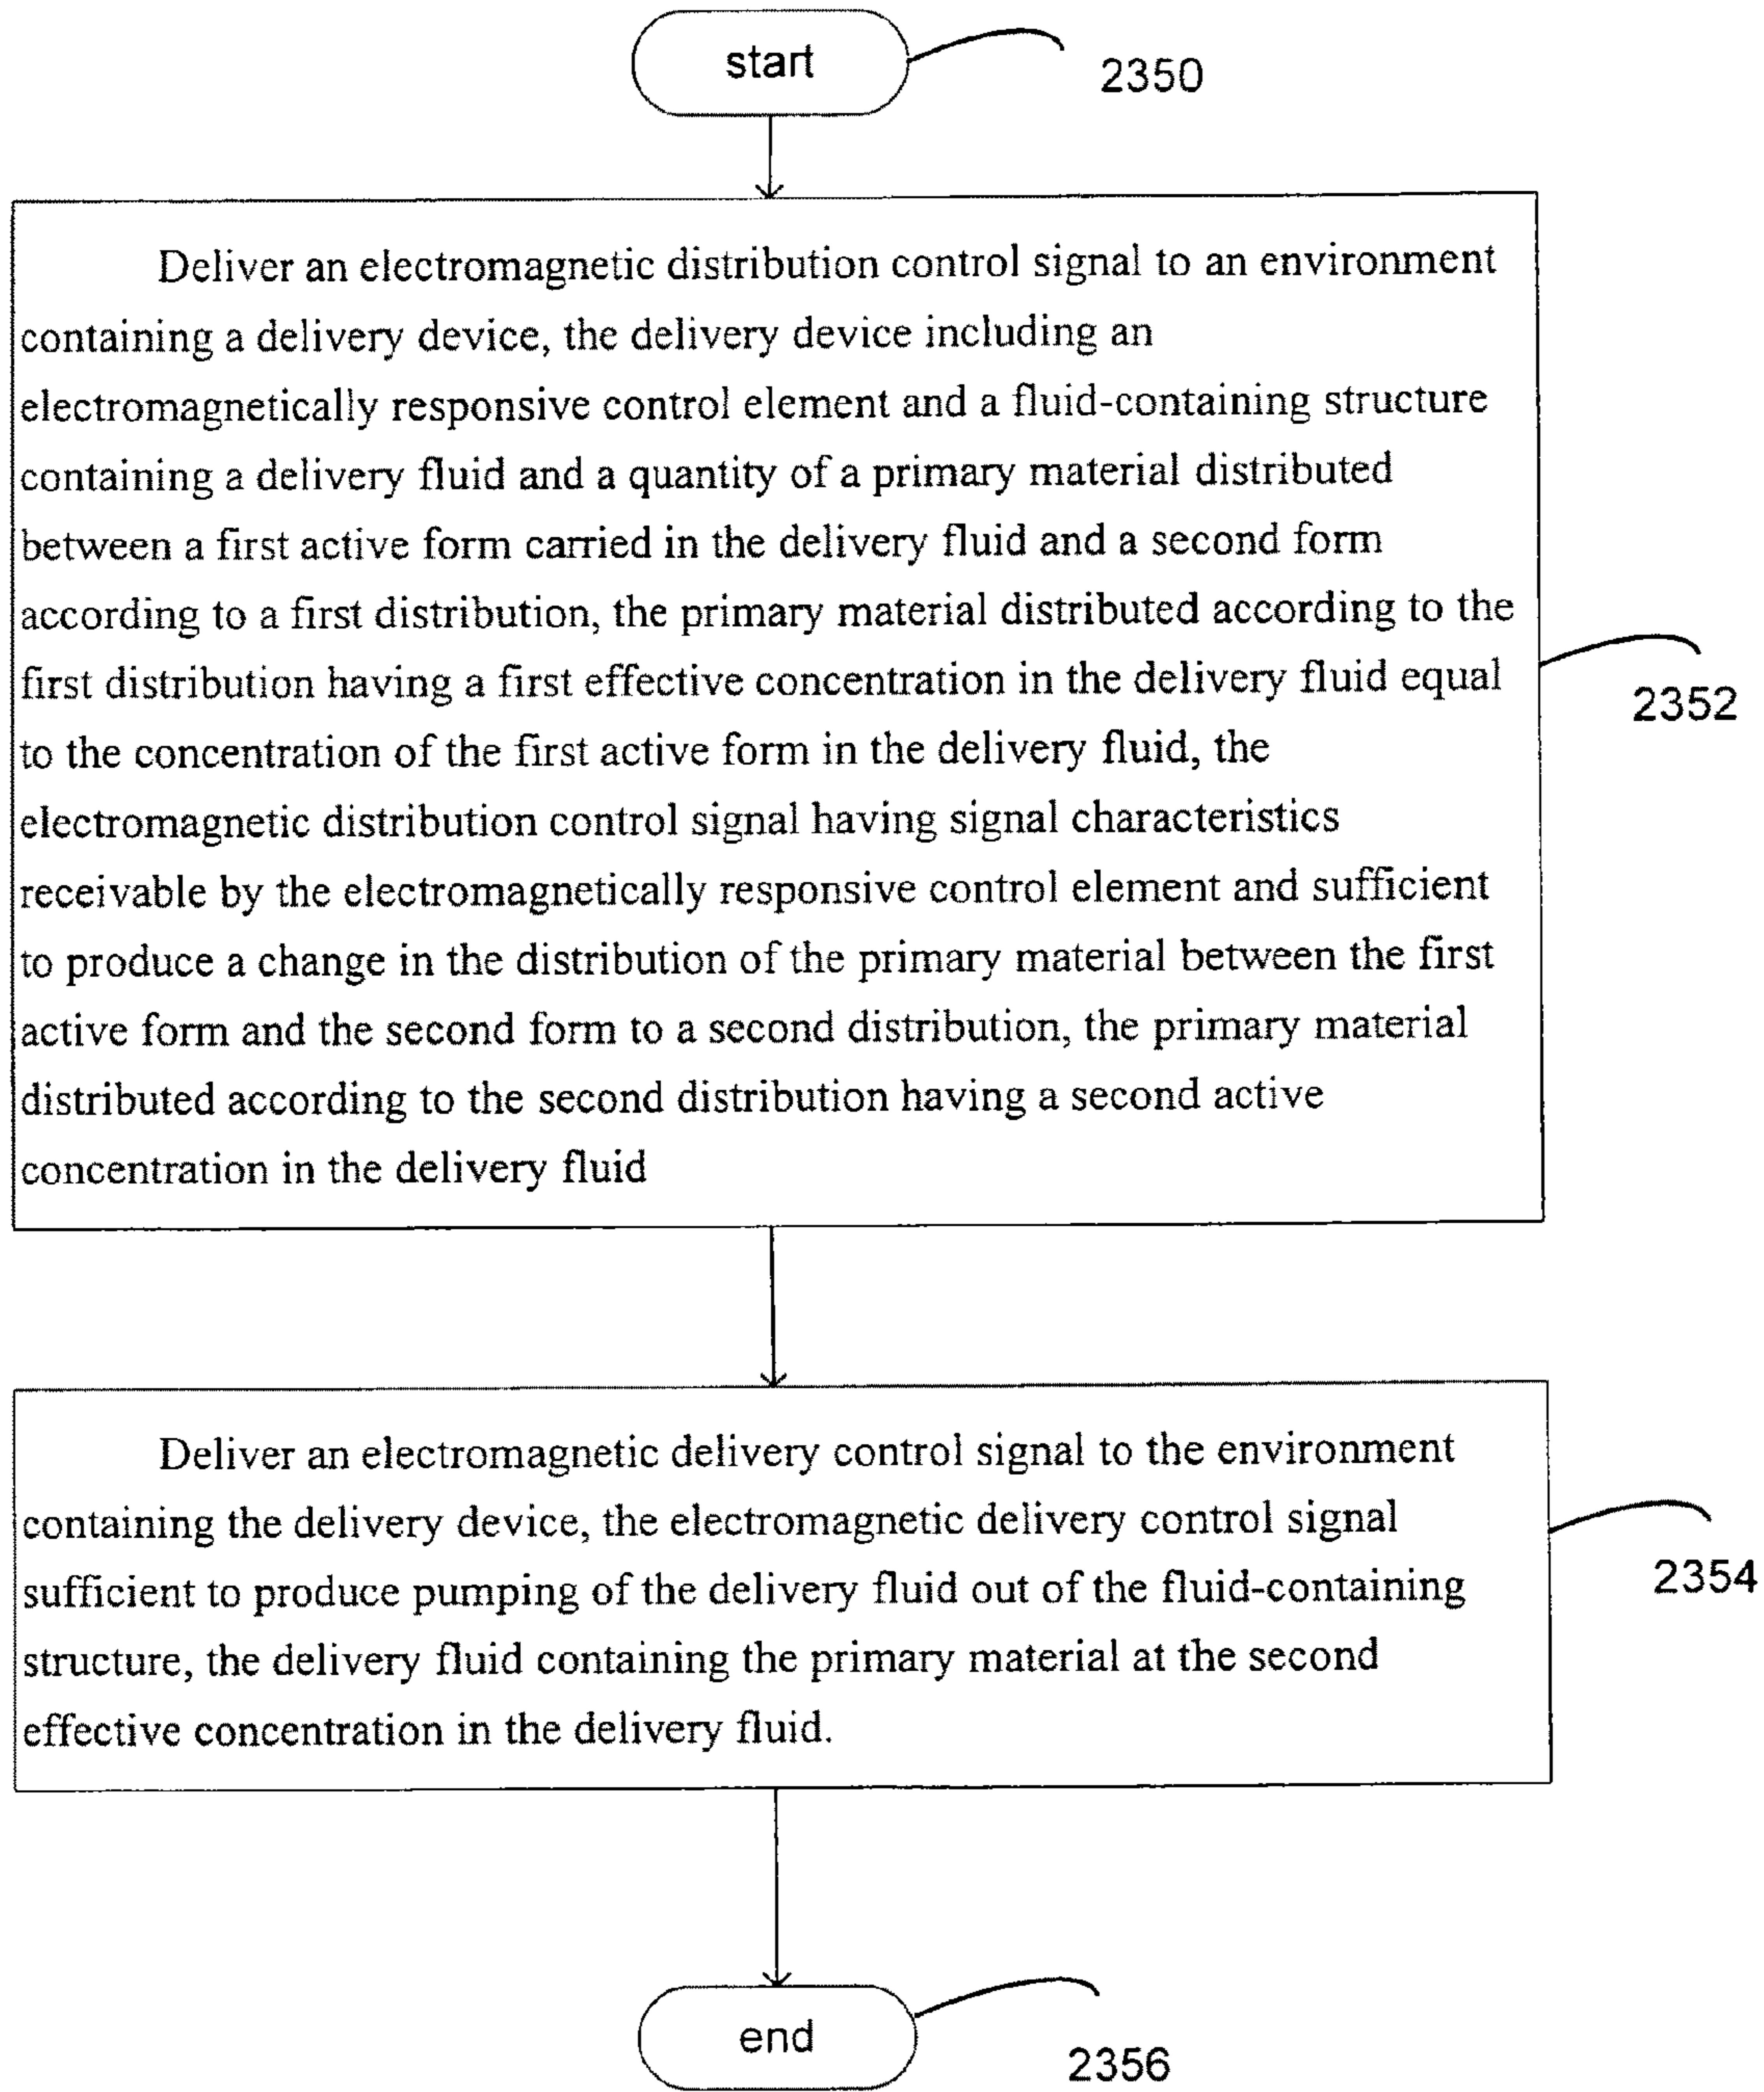 start
2350
Deliver an electromagnetic distribution control signal to an environment
containing a delivery device, the delivery device including an
electromagnetically responsive control element and a fluid-containing structure
containing a delivery fluid and a quantity of a primary material distributed
between a first active form carried in the delivery fluid and a second form
according to a first distribution, the primary material distributed according to the
first distribution having a first effective concentration in the delivery fluid equal
to the concentration of the first active form in the delivery fluid, the
electromagnetic distribution control signal having signal characteristics
receivable by the electromagnetically responsive control element and sufficient
to produce a change in the distribution of the primary material between the first
active form and the second form to a second distribution, the primary material
distributed according to the second distribution having a second active
concentration in the delivery fluid
2352
Deliver an electromagnetic delivery control signal to the environment
containing the delivery device, the electromagnetic delivery control signal
sufficient to produce pumping of the delivery fluid out of the fluid-containing
structure, the delivery fluid containing the primary material at the second
effective concentration in the delivery fluid.
2354
end
2356